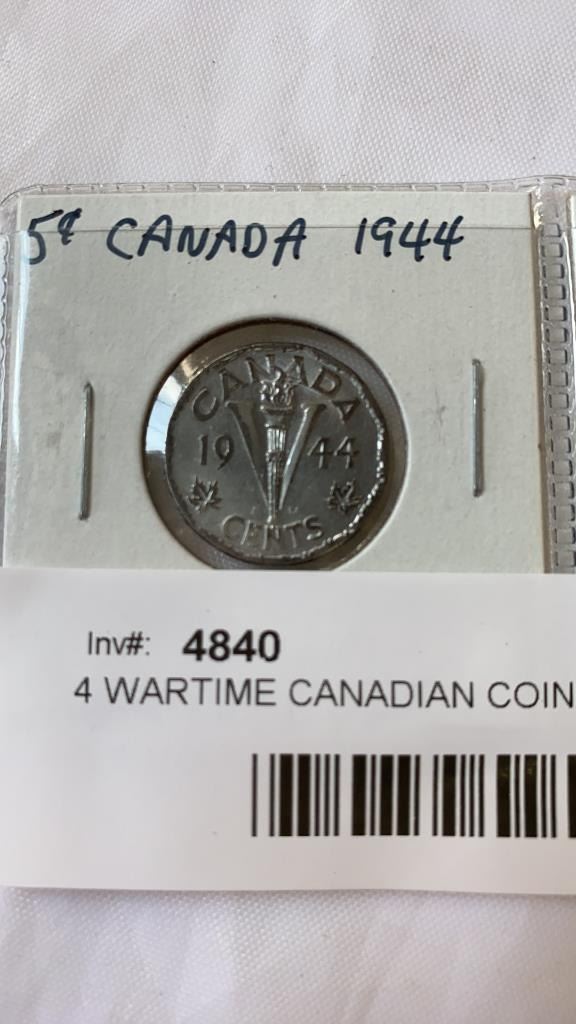 5¢ CANADA 1944
CANADA
19 44
CENTS
Inv#: 4840
4 WARTIME CANADIAN COIN